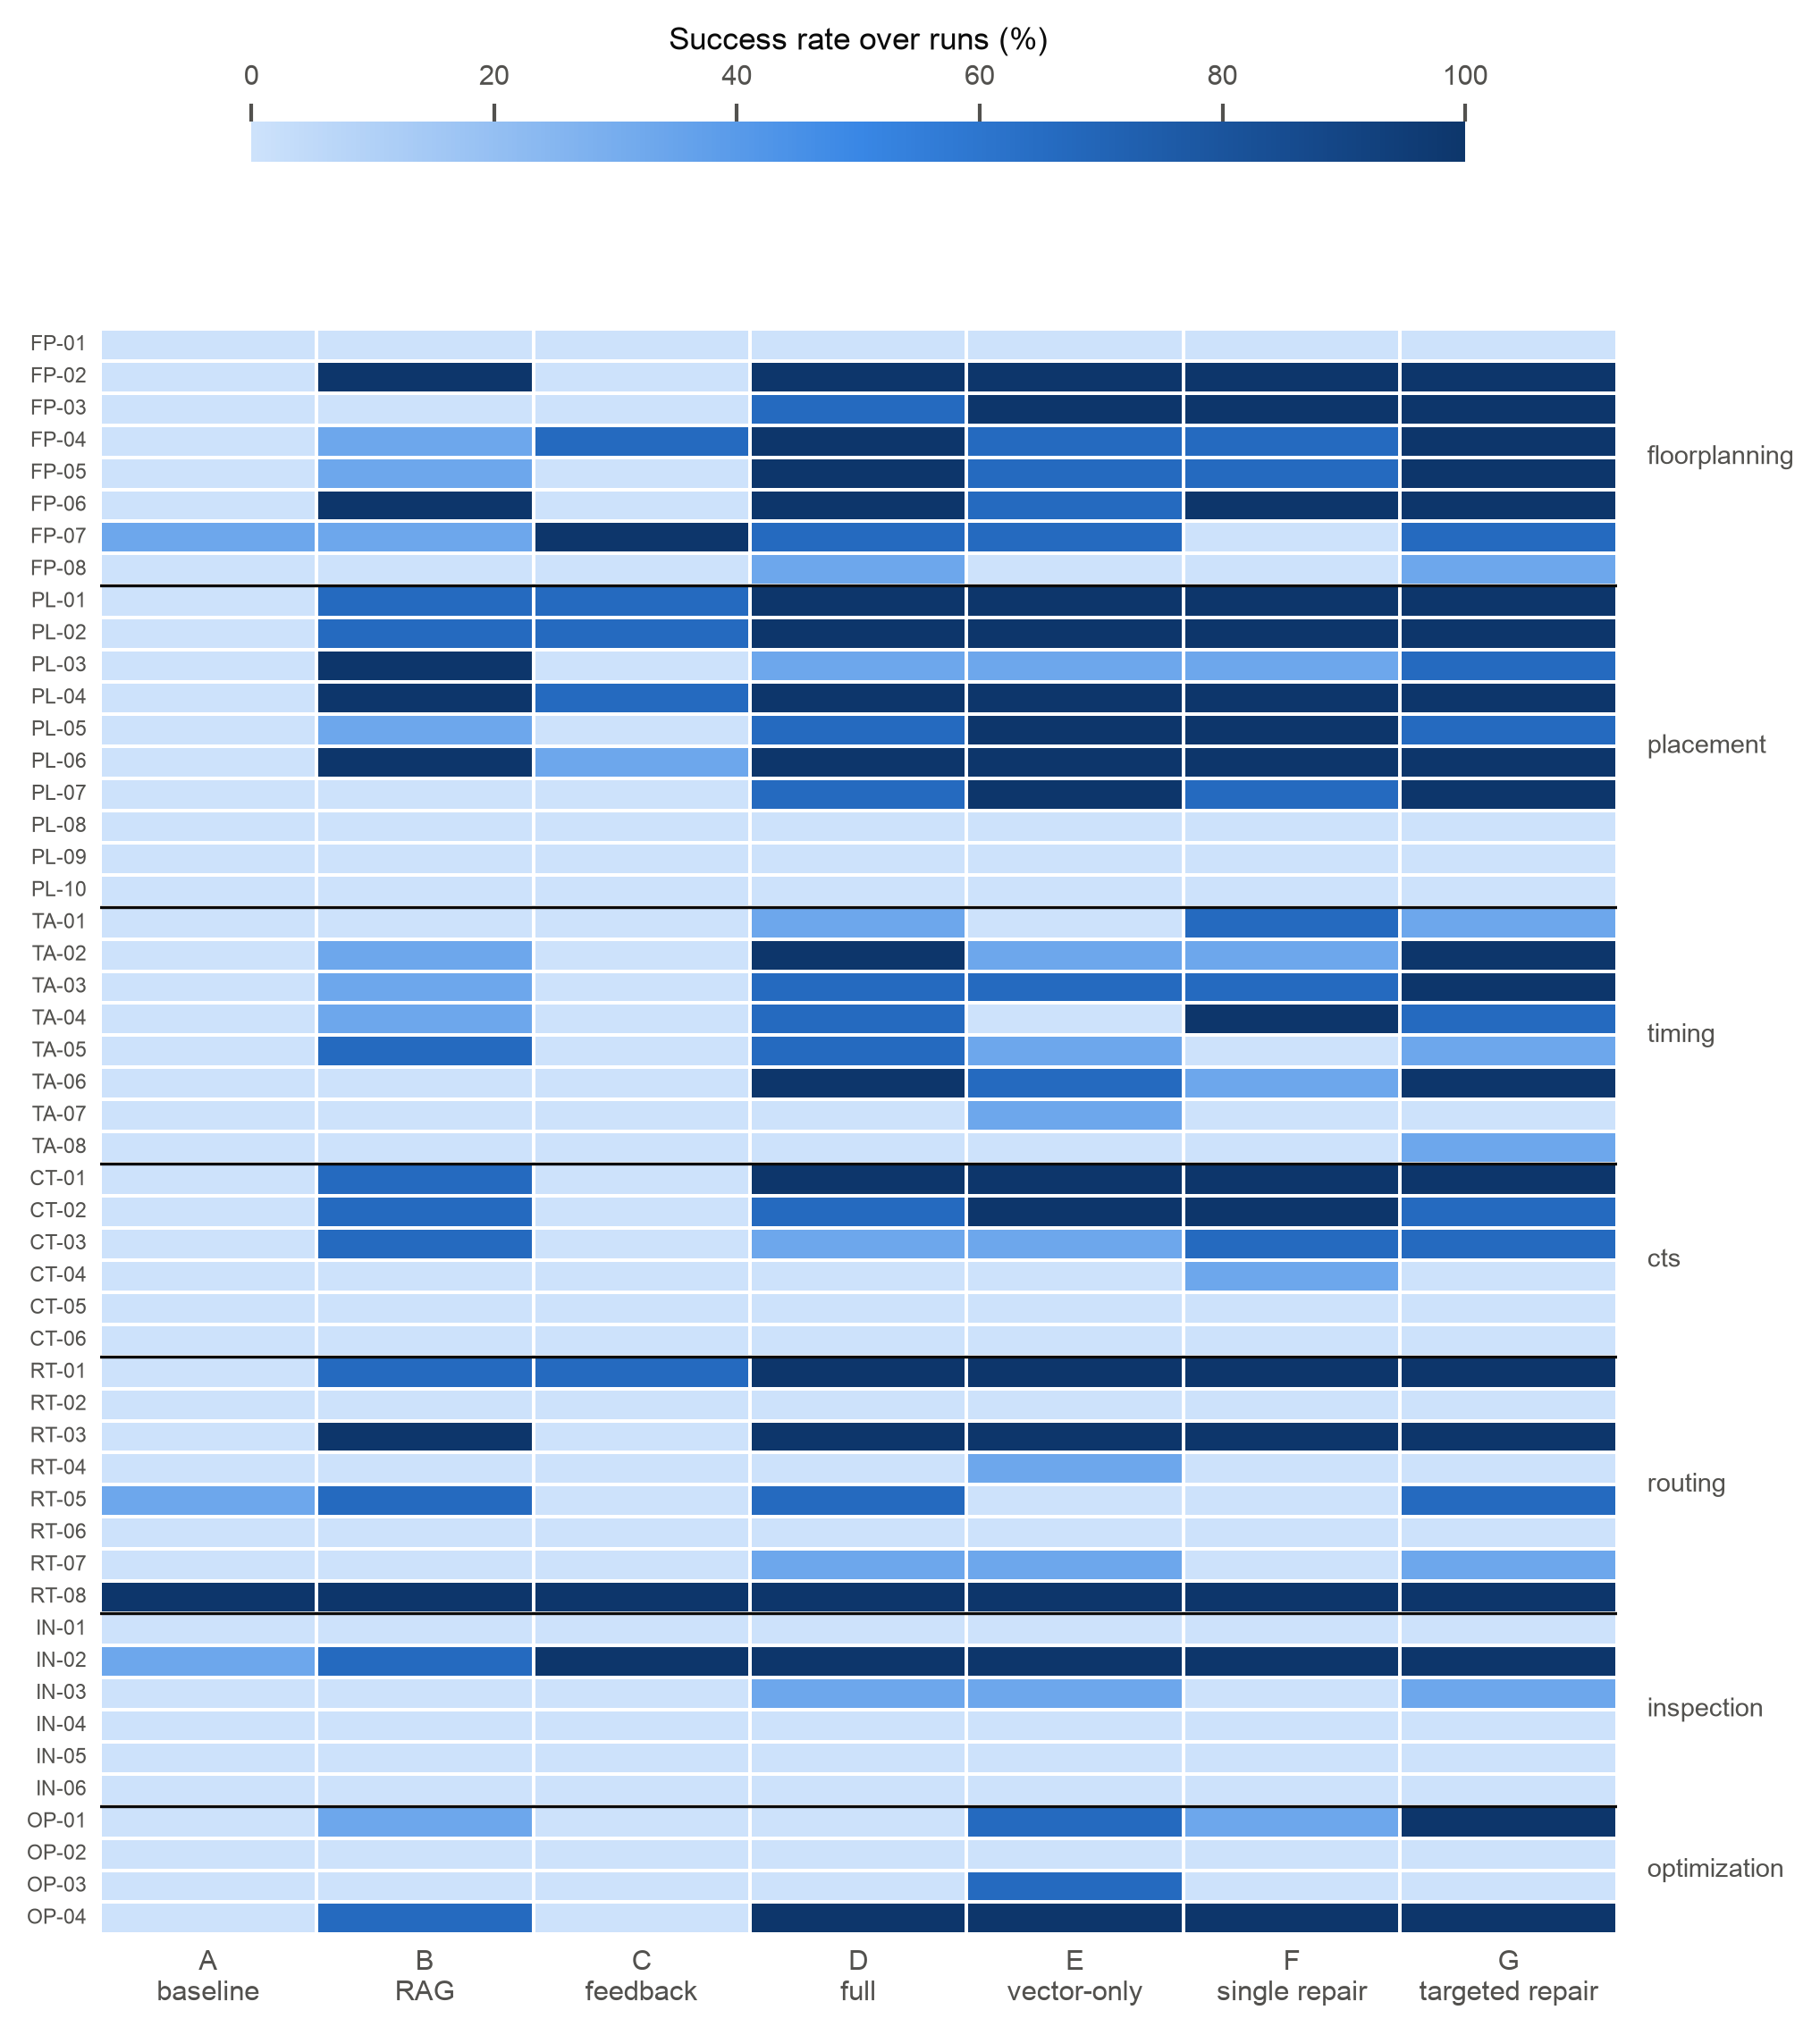 Success rate over runs (%)
0 20 40 60 80 100
FP-01
FP-02
FP-03
FP-04
floorplanning
FP-05
FP-06
FP-07
FP-08
PL-01
PL-02
PL-03
PL-04
PL-05
placement
PL-06
PL-07
PL-08
PL-09
PL-10
TA-01
TA-02
TA-03
TA-04
timing
TA-05
TA-06
TA-07
TA-08
CT-01
CT-02
CT-03
cts
CT-04
CT-05
CT-06
RT-01
RT-02
RT-03
RT-04
routing
RT-05
RT-06
RT-07
RT-08
IN-01
IN-02
IN-03
inspection
IN-04
IN-05
IN-06
OP-01
OP-02
optimization
OP-03
OP-04
A B C D E F G
baseline RAG feedback full vector-only single repair targeted repair